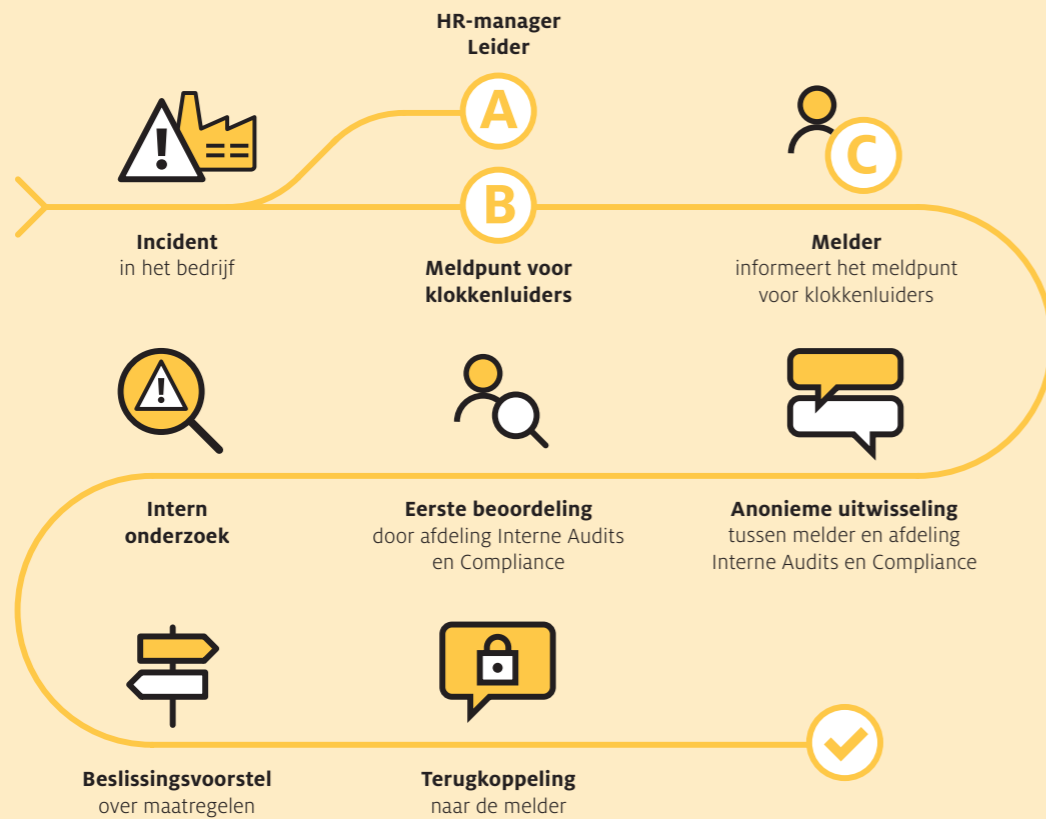 HR-manager
Leider
A
!
C
B
Incident
in het bedrijf
Meldpunt voor
klokkenluiders
Melder
informeert het meldpunt
voor klokkenluiders
!
Intern
onderzoek
Eerste beoordeling
door afdeling Interne Audits
en Compliance
Anonieme uitwisseling
tussen melder en afdeling
Interne Audits en Compliance
Beslissingsvoorstel
over maatregelen
Terugkoppeling
naar de melder